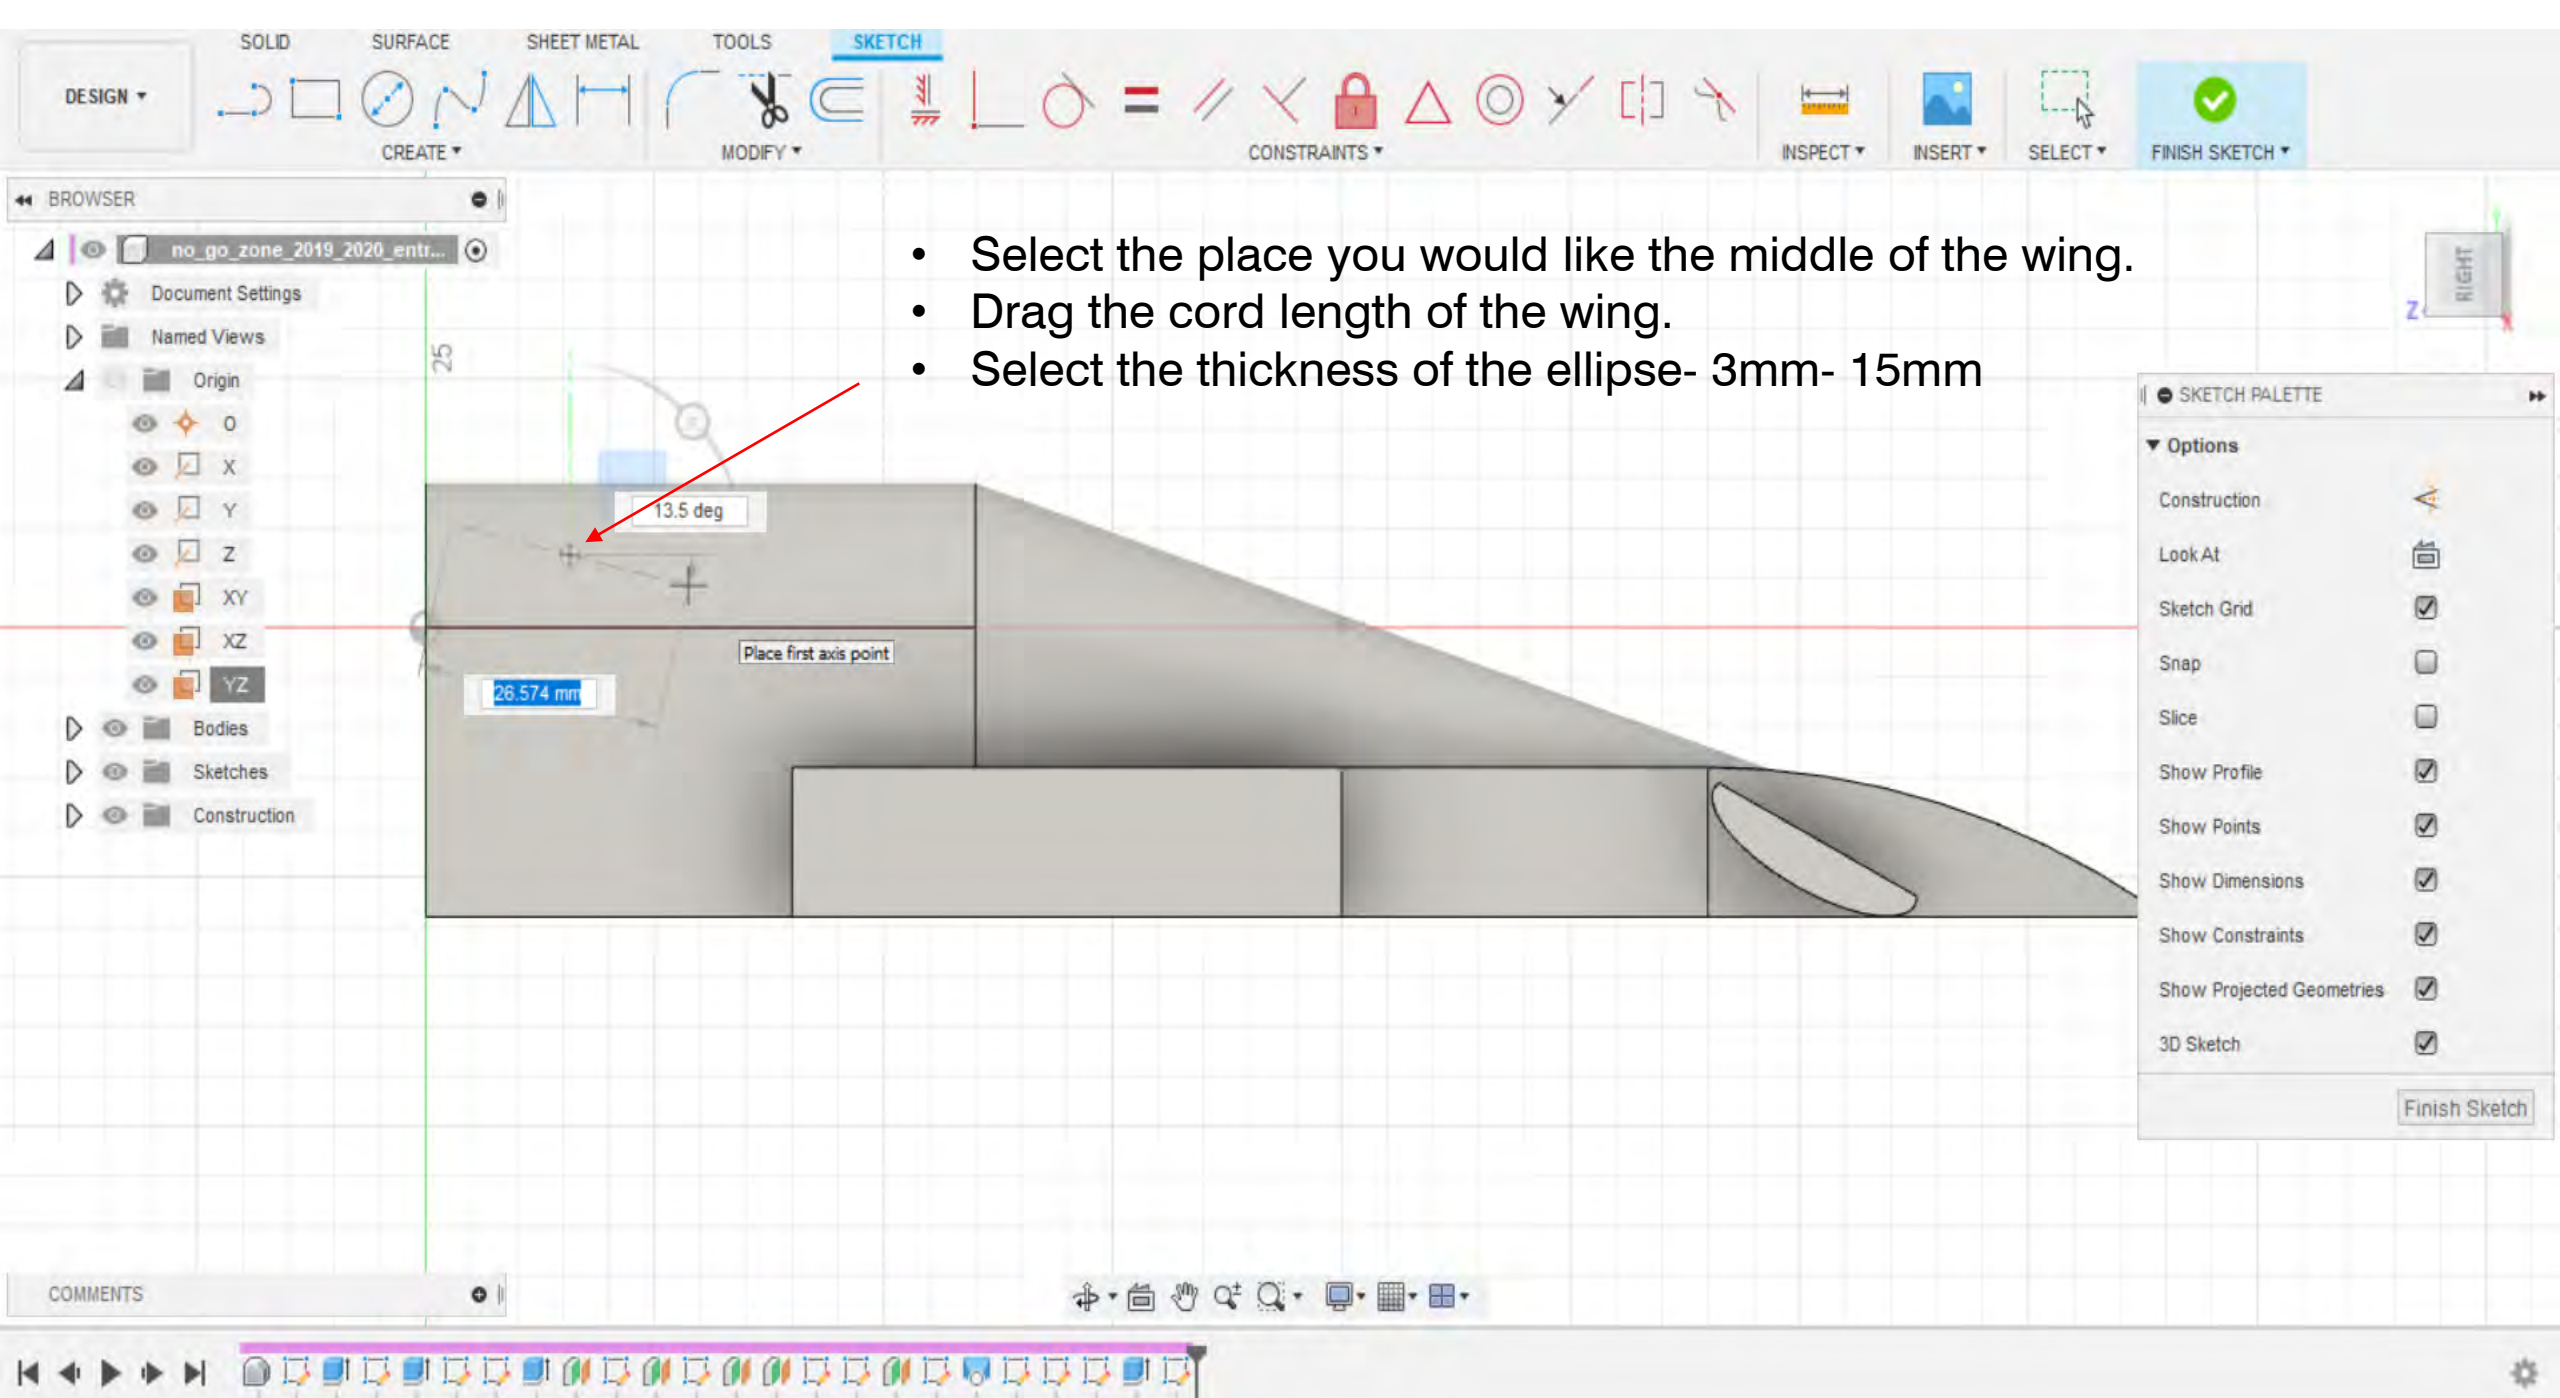 SOLID SURFACE SHEET METAL TOOLS SKETCH
DESIGN
CREATE MODIFY CONSTRAINTS INSPECT INSERT SELECT FINISH SKETCH
BROWSER
no_go_zone_2019_2020_entr...
Document Settings
Named Views
Origin
O
X
Y
Z
XY
XZ
YZ
Bodies
Sketches
Construction
• Select the place you would like the middle of the wing.
• Drag the cord length of the wing.
• Select the thickness of the ellipse- 3mm- 15mm
25
13.5 deg
Place first axis point
26.574 mm
RIGHT
Z
X
SKETCH PALETTE
Options
Construction
Look At
Sketch Grid
Snap
Slice
Show Profile
Show Points
Show Dimensions
Show Constraints
Show Projected Geometries
3D Sketch
Finish Sketch
COMMENTS